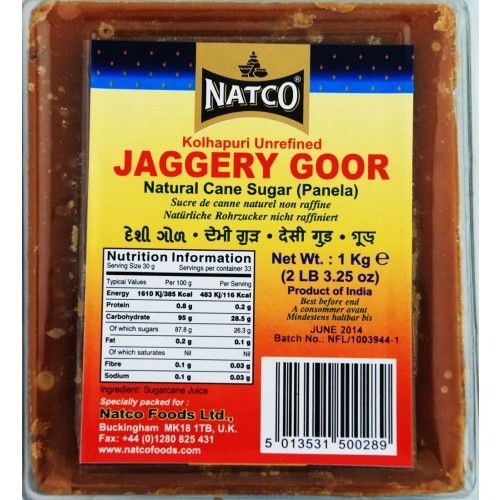 NATCO
Kolhapuri Unrefined
JAGGERY GOOR
Natural Cane Sugar (Panela)
Sucre de canne naturel non raffine
Natürliche Rohrzucker nicht raffiniert
દેશી ગોળ • ਦੇਸੀ ਗੁੜ • देसी गुड • গুড়
Nutrition Information
Serving Size 30 g Servings per container 33
Typical Values Per 100 g Per Serving
Energy 1610 Kj/385 Kcal 483 Kj/116 Kcal
Protein 0.8 g 0.2 g
Carbohydrate 95 g 28.5 g
Of which sugars 87.8 g 26.3 g
Fat 0.2 g 0.1 g
Of which saturates Nil Nil
Fibre 0.1 g 0.03 g
Sodium 0.1 g 0.03 g
Ingredient: Sugarcane Juice
Specially packed for :
Natco Foods Ltd.,
Buckingham MK18 1TB, U.K.
Fax: +44 (0)1280 825 431
www.natcofoods.com
Net Wt. : 1 Kg ℮
(2 LB 3.25 oz)
Product of India
Best before end
A consommer avant
Mindestens haltbar bis
JUNE 2014
Batch No.: NFL/1003944-1
5 013531 500289